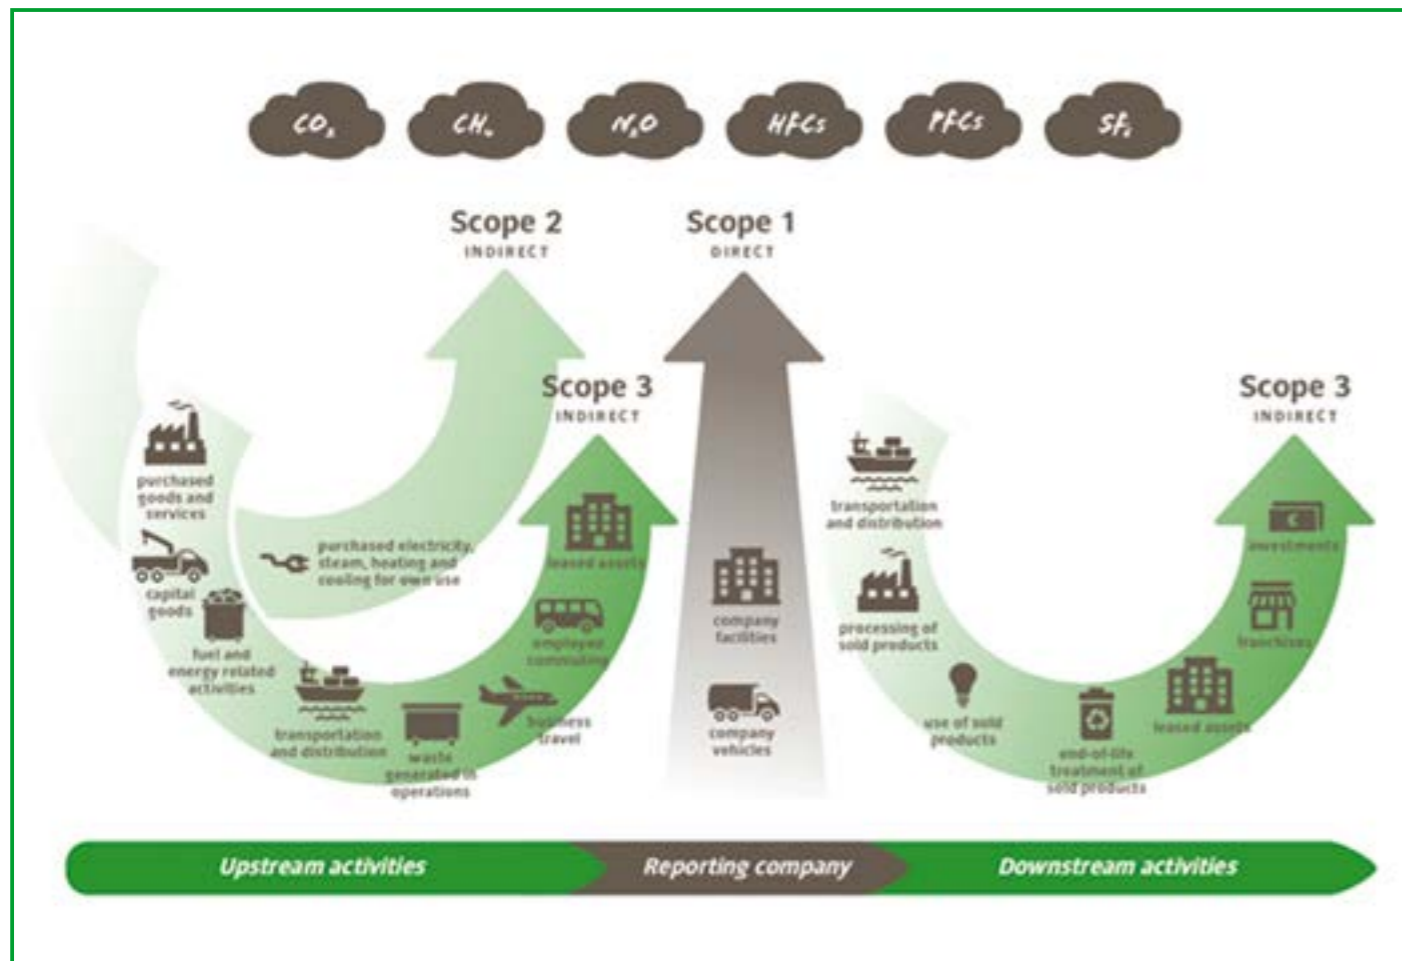 CO₂
CH₄
N₂O
HFCs
PFCs
SF₆
Scope 2
INDIRECT
Scope 1
DIRECT
Scope 3
INDIRECT
Scope 3
INDIRECT
purchased
goods and
services
capital
goods
fuel and
energy related
activities
purchased electricity,
steam, heating and
cooling for own use
transportation
and distribution
waste
generated in
operations
business
travel
employee
commuting
leased assets
company
facilities
company
vehicles
transportation
and distribution
processing of
sold products
use of sold
products
end-of-life
treatment of
sold products
leased assets
franchises
investments
Upstream activities
Reporting company
Downstream activities